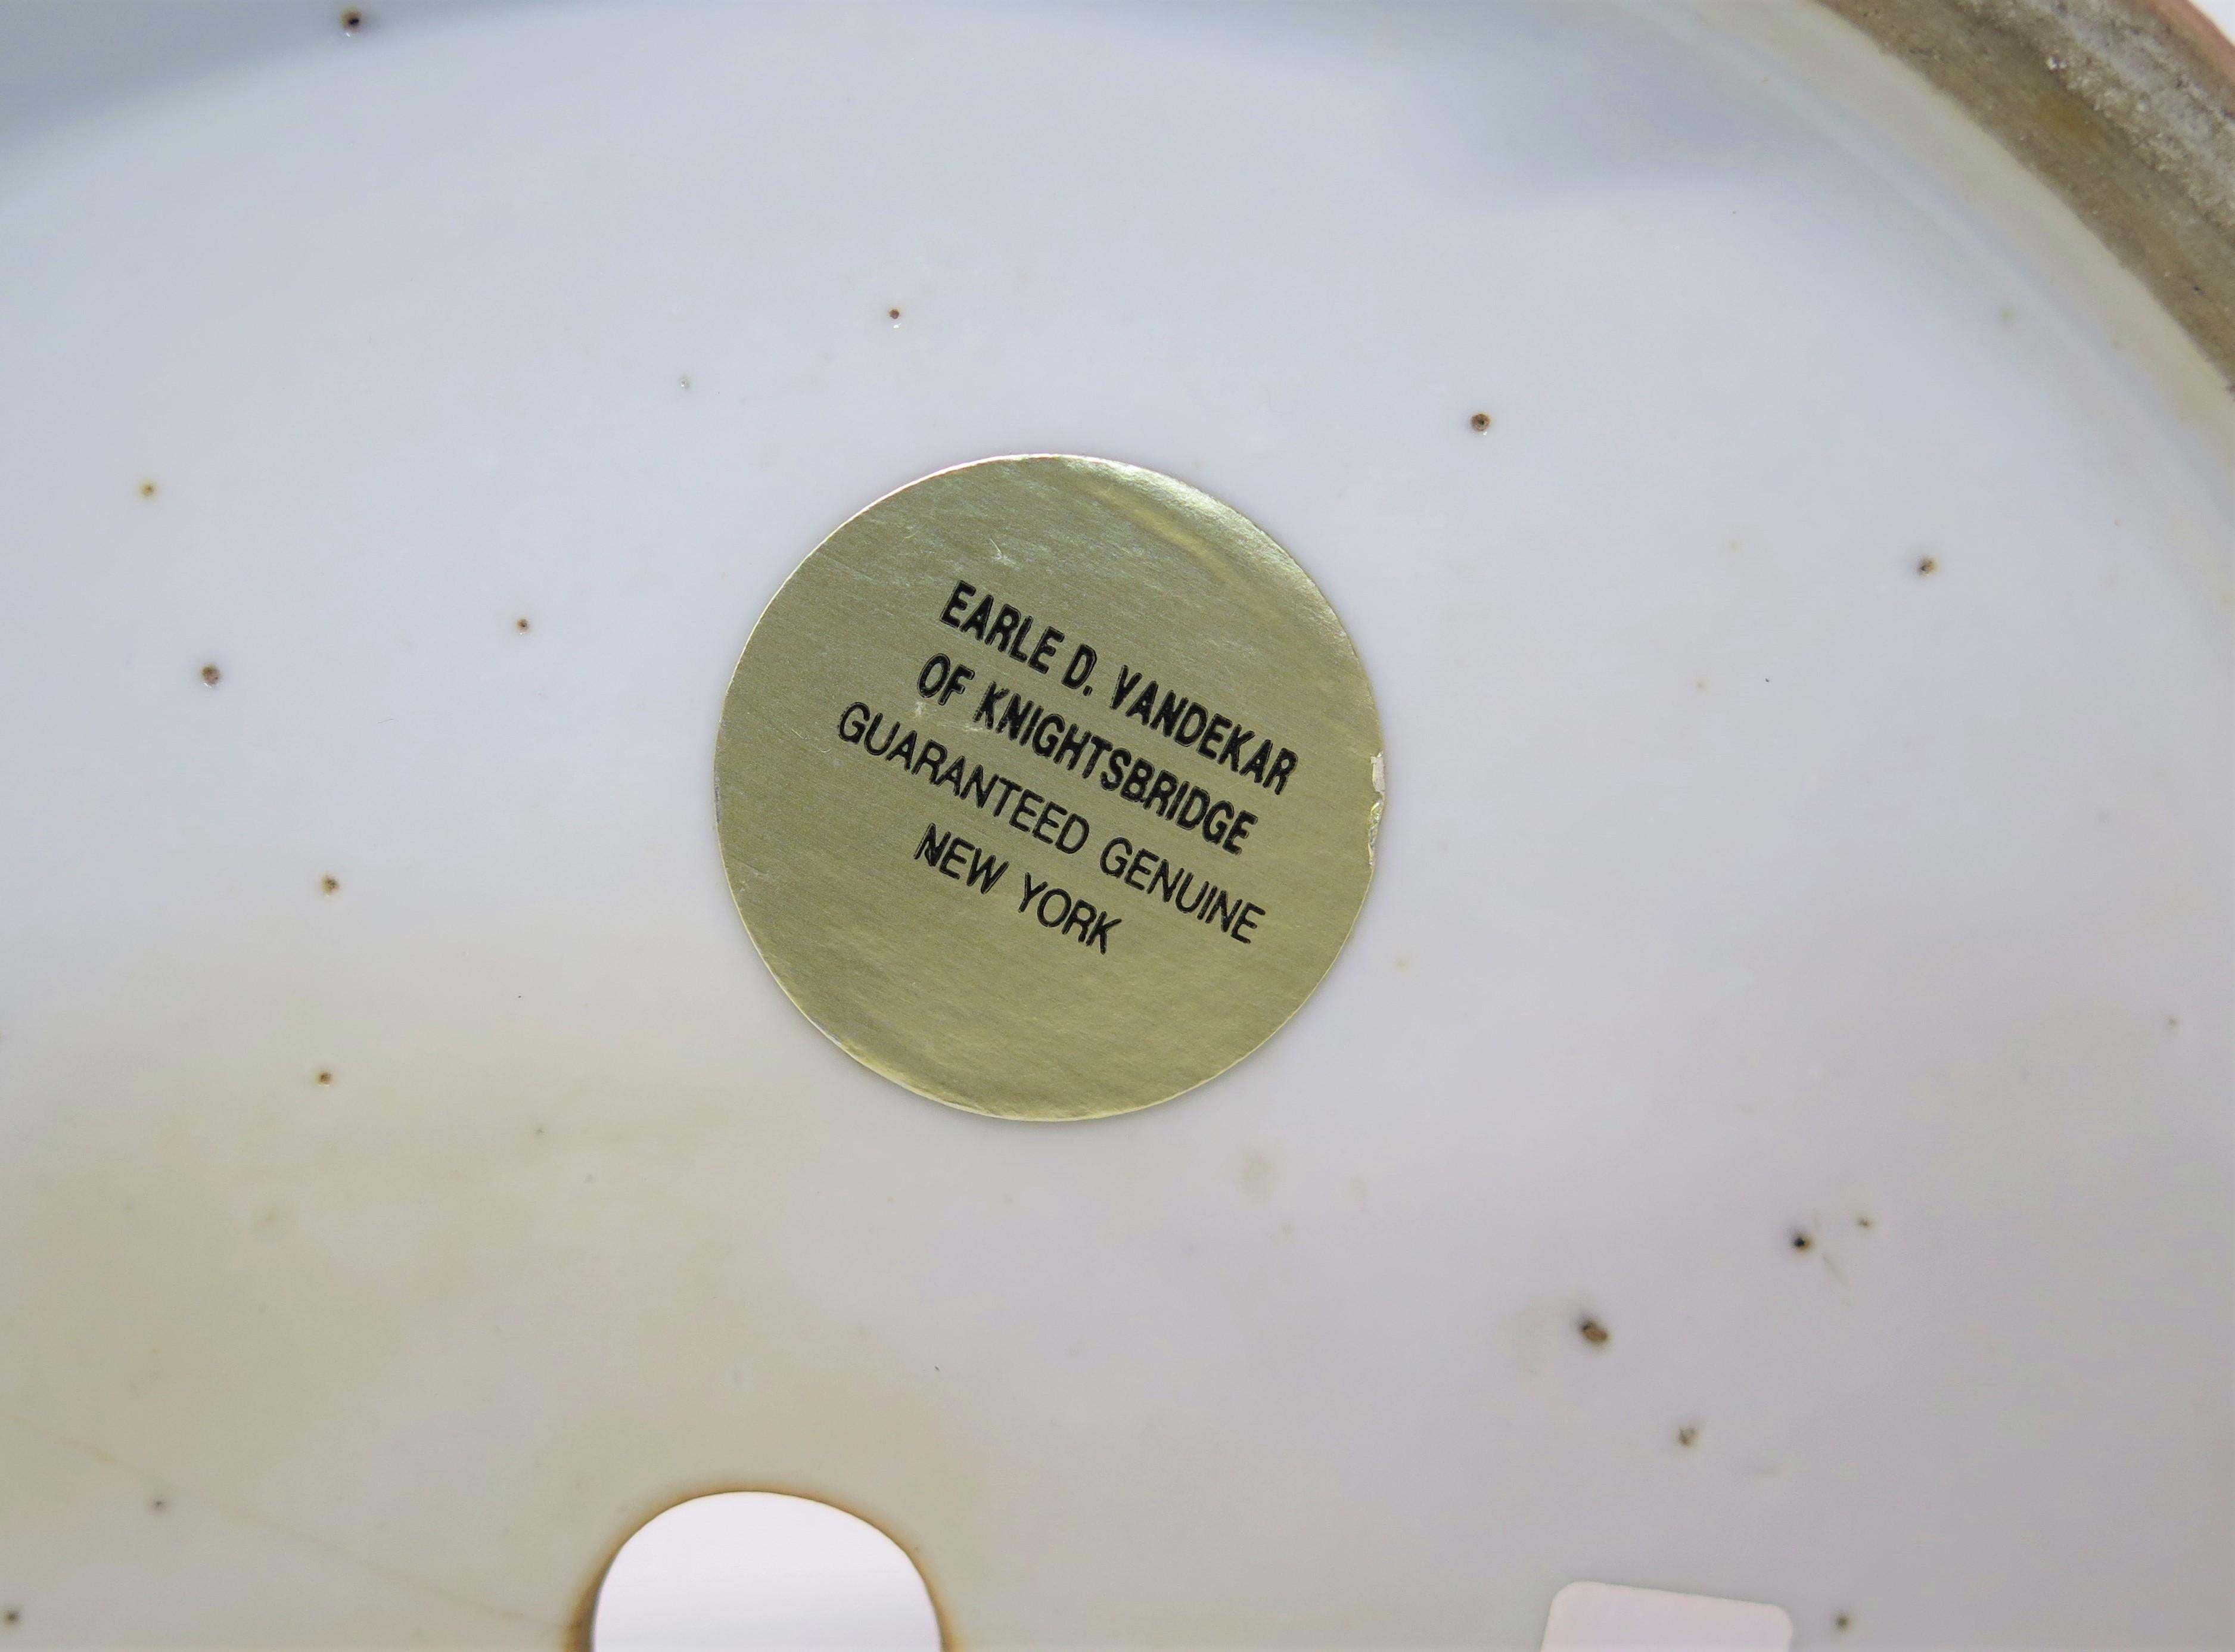 EARLE D. VANDEKAR
OF KNIGHTSBRIDGE
GUARANTEED GENUINE
NEW YORK